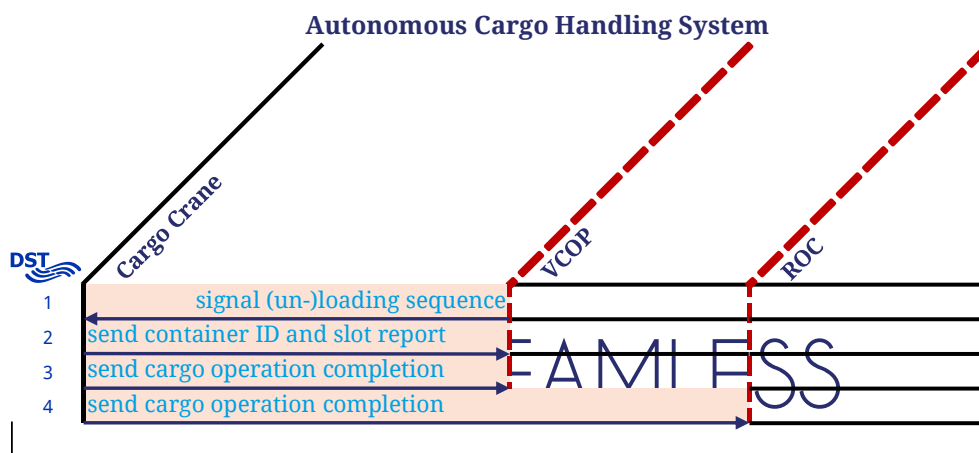 Autonomous Cargo Handling System
Cargo Crane
VCOP
ROC
DST
1 signal (un-)loading sequence
2 send container ID and slot report
3 send cargo operation completion
4 send cargo operation completion